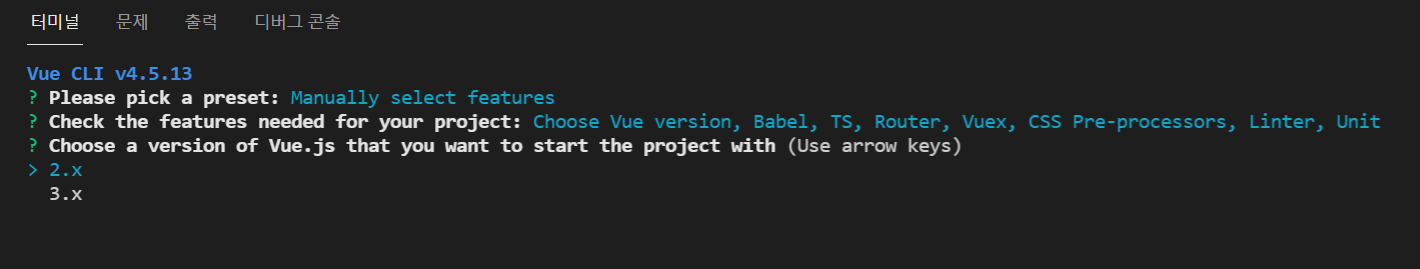 터미널 문제 출력 디버그 콘솔
Vue CLI v4.5.13
? Please pick a preset: Manually select features
? Check the features needed for your project: Choose Vue version, Babel, TS, Router, Vuex, CSS Pre-processors, Linter, Unit
? Choose a version of Vue.js that you want to start the project with (Use arrow keys)
> 2.x
3.x